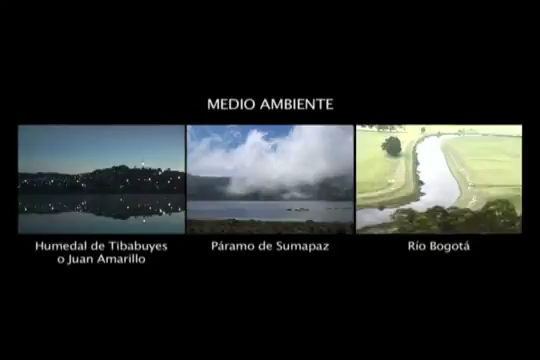 MEDIO AMBIENTE
Humedal de Tibabuyes
o Juan Amarillo
Páramo de Sumapaz
Río Bogotá